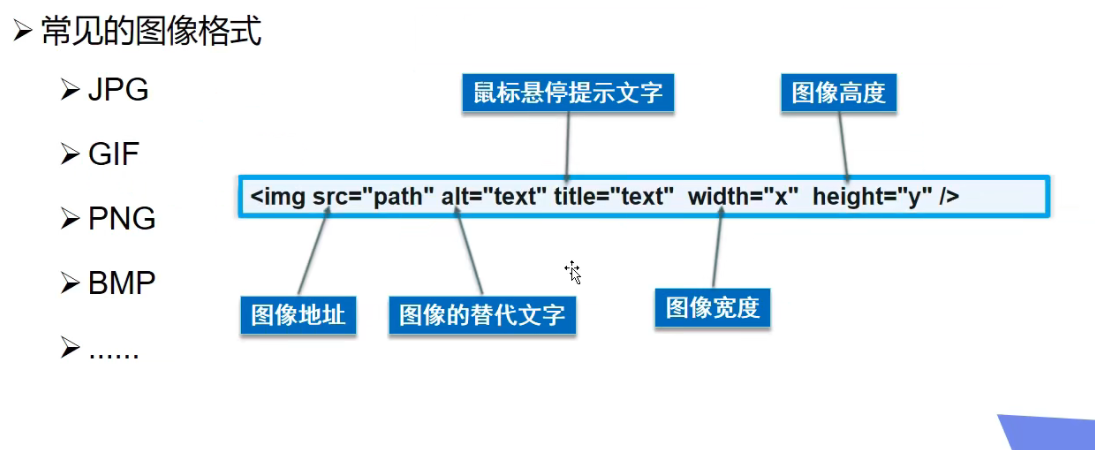 常见的图像格式
JPG
GIF
PNG
BMP
......
鼠标悬停提示文字
图像高度
<img src="path" alt="text" title="text" width="x" height="y" />
图像地址
图像的替代文字
图像宽度